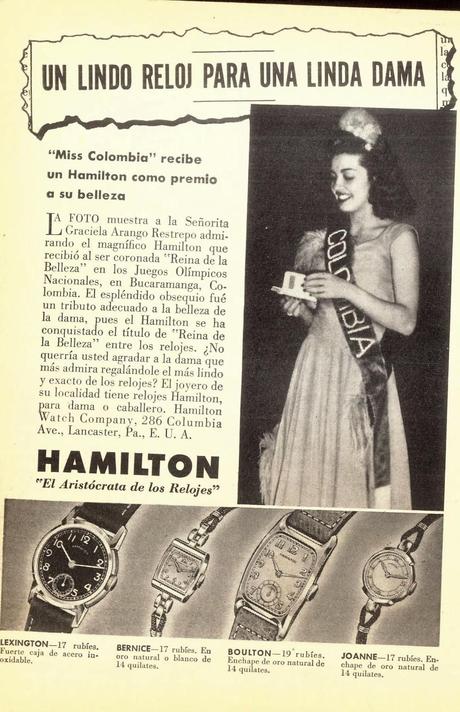 UN LINDO RELOJ PARA UNA LINDA DAMA
"Miss Colombia" recibe
un Hamilton como premio
a su belleza
LA FOTO muestra a la Señorita
Graciela Arango Restrepo admi-
rando el magnífico Hamilton que
recibió al ser coronada "Reina de la
Belleza" en los Juegos Olímpicos
Nacionales, en Bucaramanga, Co-
lombia. El espléndido obsequio fué
un tributo adecuado a la belleza de
la dama, pues el Hamilton se ha
conquistado el título de "Reina de
la Belleza" entre los relojes. ¿No
querría usted agradar a la dama que
más admira regalándole el más lindo
y exacto de los relojes? El joyero de
su localidad tiene relojes Hamilton,
para dama o caballero. Hamilton
Watch Company, 286 Columbia
Ave., Lancaster, Pa., E. U. A.
COLOMBIA
HAMILTON
"El Aristócrata de los Relojes"
LEXINGTON—17 rubíes.
Fuerte caja de acero in-
oxidable.
BERNICE—17 rubíes. En
oro natural o blanco de
14 quilates.
BOULTON—19 rubíes.
Enchape de oro natural de
14 quilates.
JOANNE—17 rubíes. En-
chape de oro natural de
14 quilates.